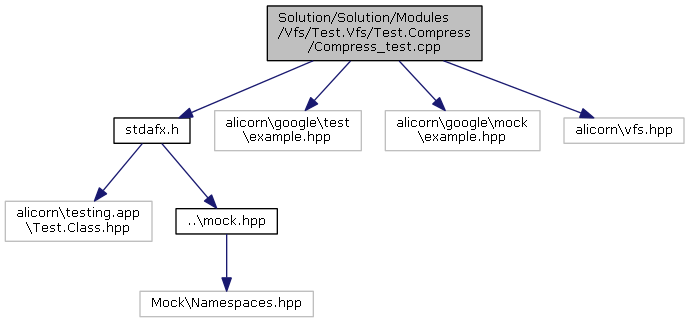 Solution/Solution/Modules
/Vfs/Test.Vfs/Test.Compress
/Compress_test.cpp
stdafx.h
alicorn\google\test
\example.hpp
alicorn\google\mock
\example.hpp
alicorn\vfs.hpp
alicorn\testing.app
\Test.Class.hpp
..\mock.hpp
Mock\Namespaces.hpp